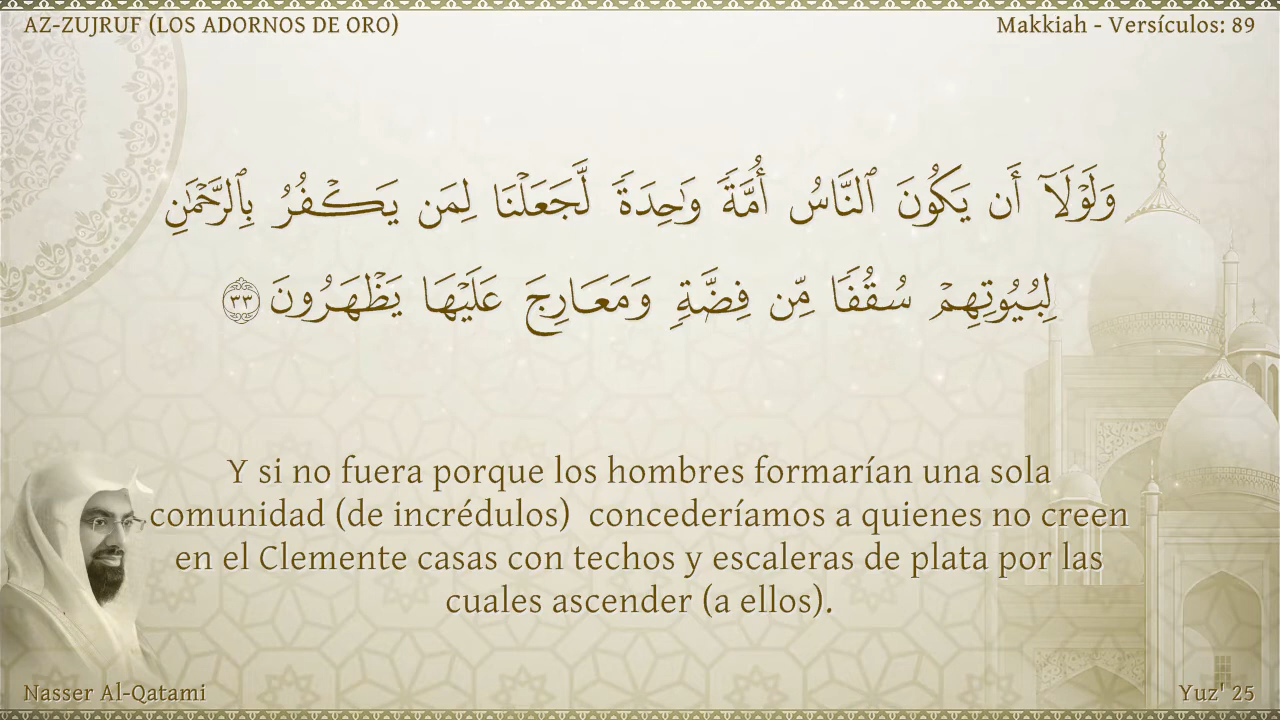 AZ-ZUJRUF (LOS ADORNOS DE ORO)
Makkiah - Versículos: 89
وَلَوْلَآ أَن يَكُونَ ٱلنَّاسُ أُمَّةً وَٰحِدَةً لَّجَعَلْنَا لِمَن يَكْفُرُ بِٱلرَّحْمَٰنِ
لِبُيُوتِهِمْ سُقُفًا مِّن فِضَّةٍ وَمَعَارِجَ عَلَيْهَا يَظْهَرُونَ ٣٣
Y si no fuera porque los hombres formarían una sola
comunidad (de incrédulos) concederíamos a quienes no creen
en el Clemente casas con techos y escaleras de plata por las
cuales ascender (a ellos).
Nasser Al-Qatami
Yuz' 25